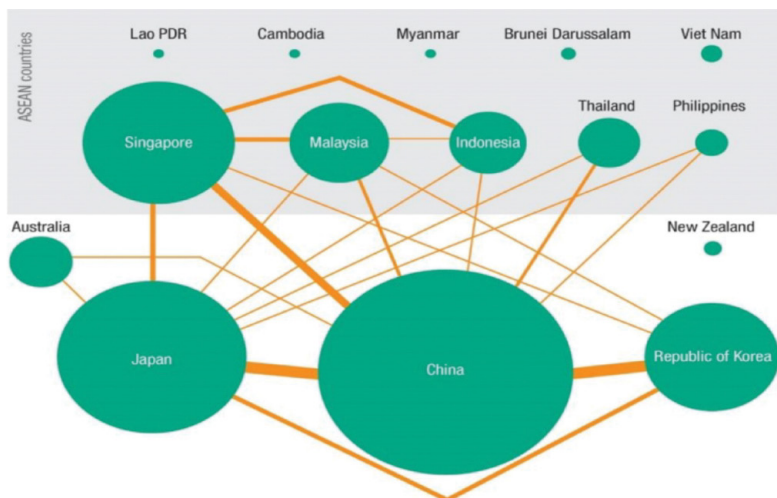 ASEAN countries
Lao PDR
Cambodia
Myanmar
Brunei Darussalam
Viet Nam
Singapore
Malaysia
Indonesia
Thailand
Philippines
Australia
New Zealand
Japan
China
Republic of Korea